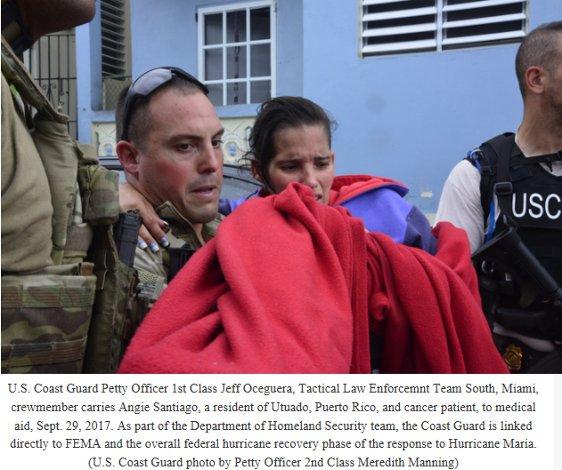 USC
U.S. Coast Guard Petty Officer 1st Class Jeff Oceguera, Tactical Law Enforcemnt Team South, Miami,
crewmember carries Angie Santiago, a resident of Utuado, Puerto Rico, and cancer patient, to medical
aid, Sept. 29, 2017. As part of the Department of Homeland Security team, the Coast Guard is linked
directly to FEMA and the overall federal hurricane recovery phase of the response to Hurricane Maria.
(U.S. Coast Guard photo by Petty Officer 2nd Class Meredith Manning)